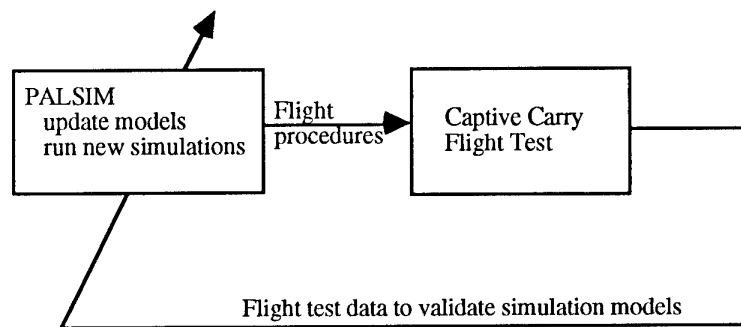 PALSIM
update models
run new simulations
Flight
procedures
Captive Carry
Flight Test
Flight test data to validate simulation models